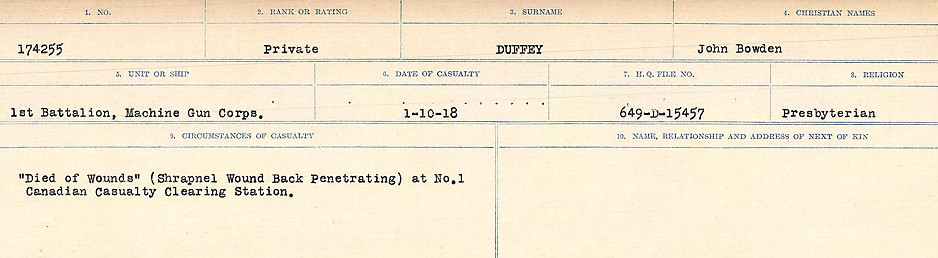 1. NO. 2. RANK OR RATING 3. SURNAME 4. CHRISTIAN NAMES
174255 Private DUFFEY John Bowden
5. UNIT OR SHIP 6. DATE OF CASUALTY 7. H.Q. FILE NO. 8. RELIGION
1st Battalion, Machine Gun Corps. 1-10-18 649-D-15457 Presbyterian
9. CIRCUMSTANCES OF CASUALTY 10. NAME, RELATIONSHIP AND ADDRESS OF NEXT OF KIN
"Died of Wounds" (Shrapnel Wound Back Penetrating) at No.1
Canadian Casualty Clearing Station.